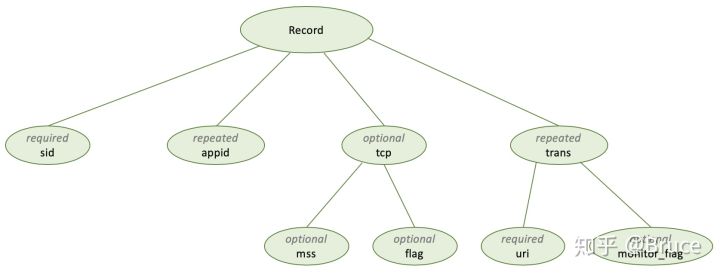 Record
required
sid
repeated
appid
optional
tcp
repeated
trans
optional
mss
optional
flag
required
uri
optional
monitor_flag
知乎 @Bruce